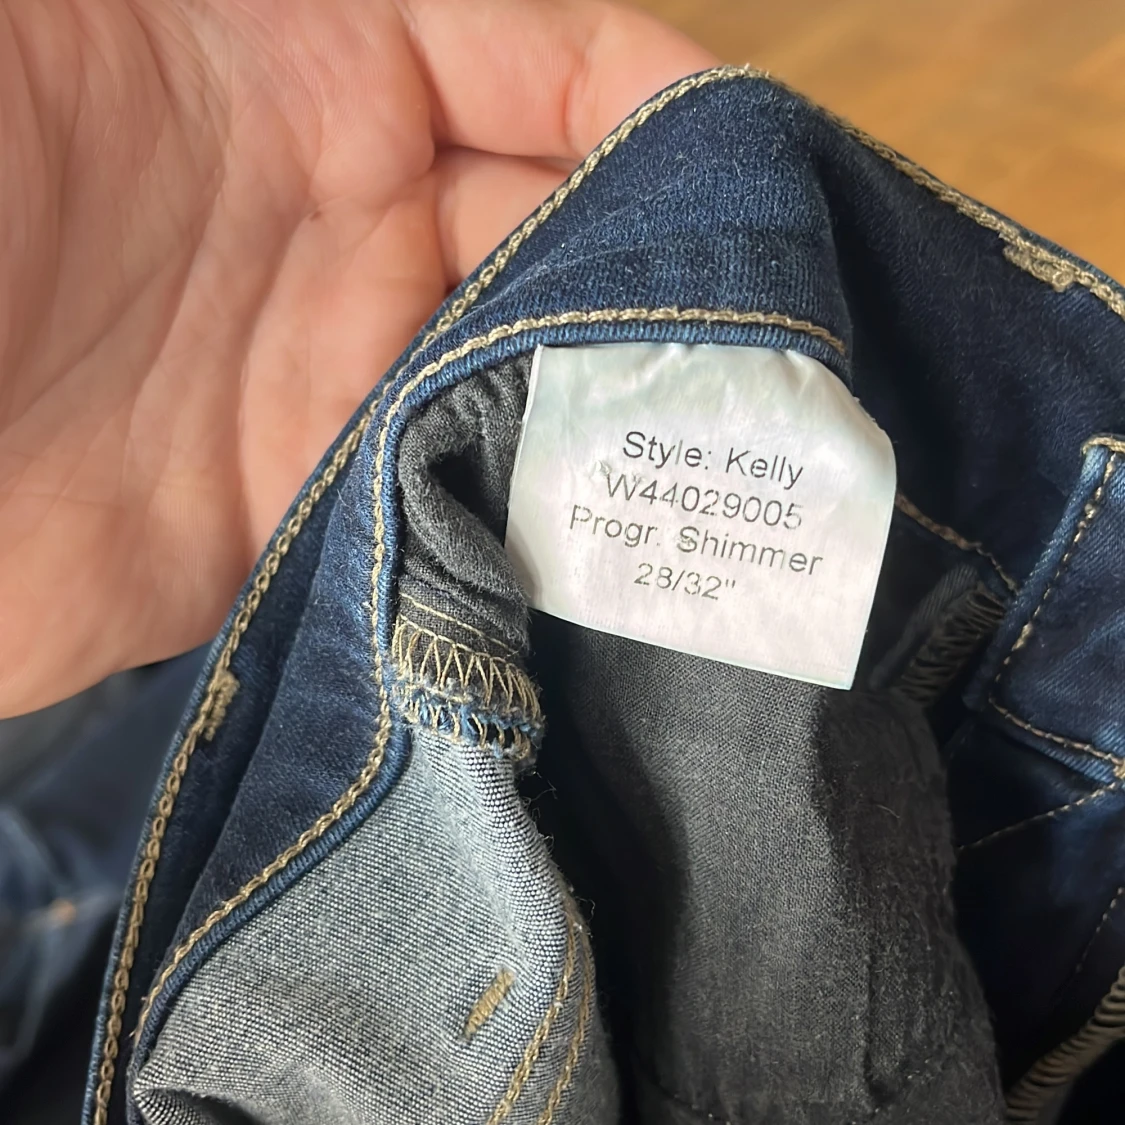 Style: Kelly
W44029005
Progr. Shimmer
28/32"